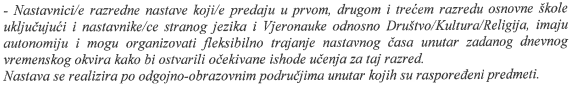 - Nastavnici/e razredne nastave koji/e predaju u prvom, drugom i trećem razredu osnovne škole
uključujući i nastavnike/ce stranog jezika i Vjeronauke odnosno Društvo/Kultura/Religija, imaju
autonomiju i mogu organizovati fleksibilno trajanje nastavnog časa unutar zadanog dnevnog
vremenskog okvira kako bi ostvarili očekivane ishode učenja za taj razred.
Nastava se realizira po odgojno-obrazovnim područjima unutar kojih su raspoređeni predmeti.